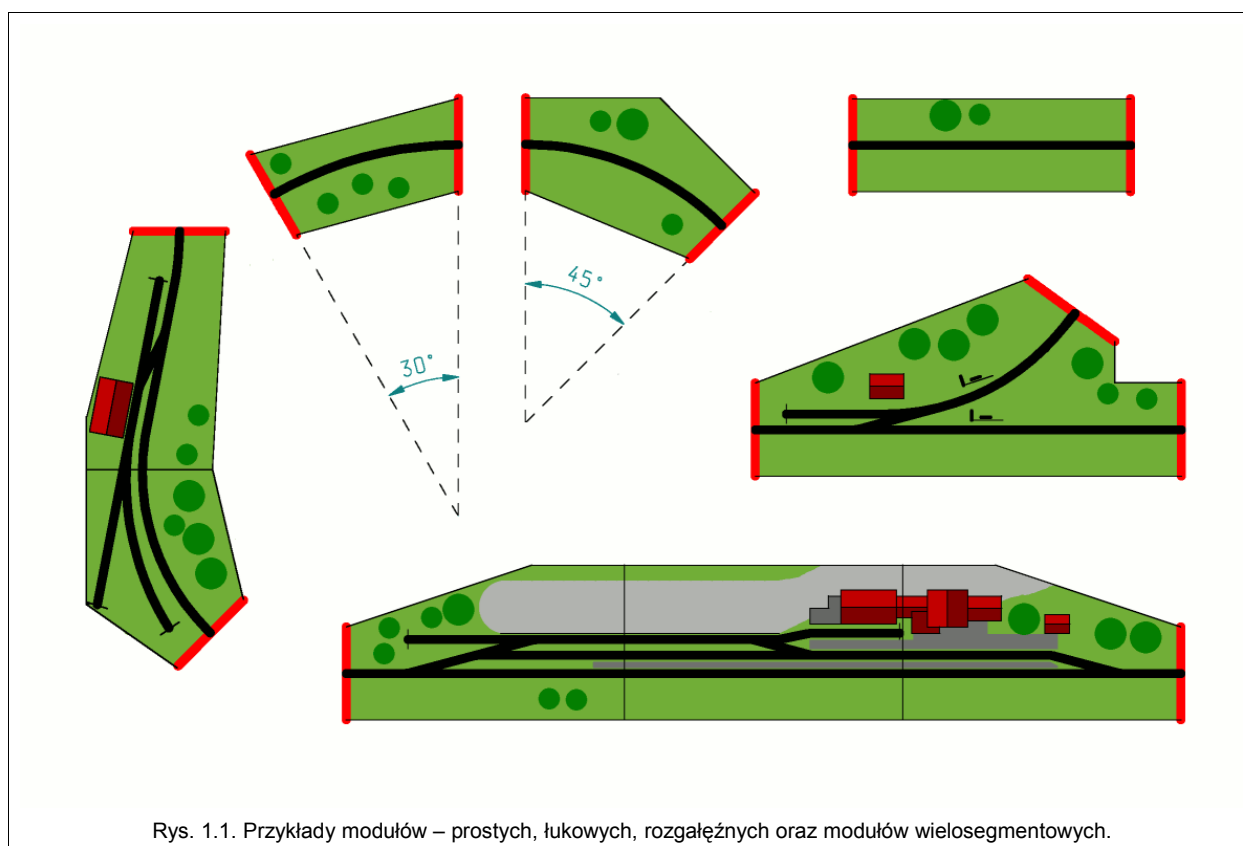 45°
30°
Rys. 1.1. Przykłady modułów – prostych, łukowych, rozgałęźnych oraz modułów wielosegmentowych.